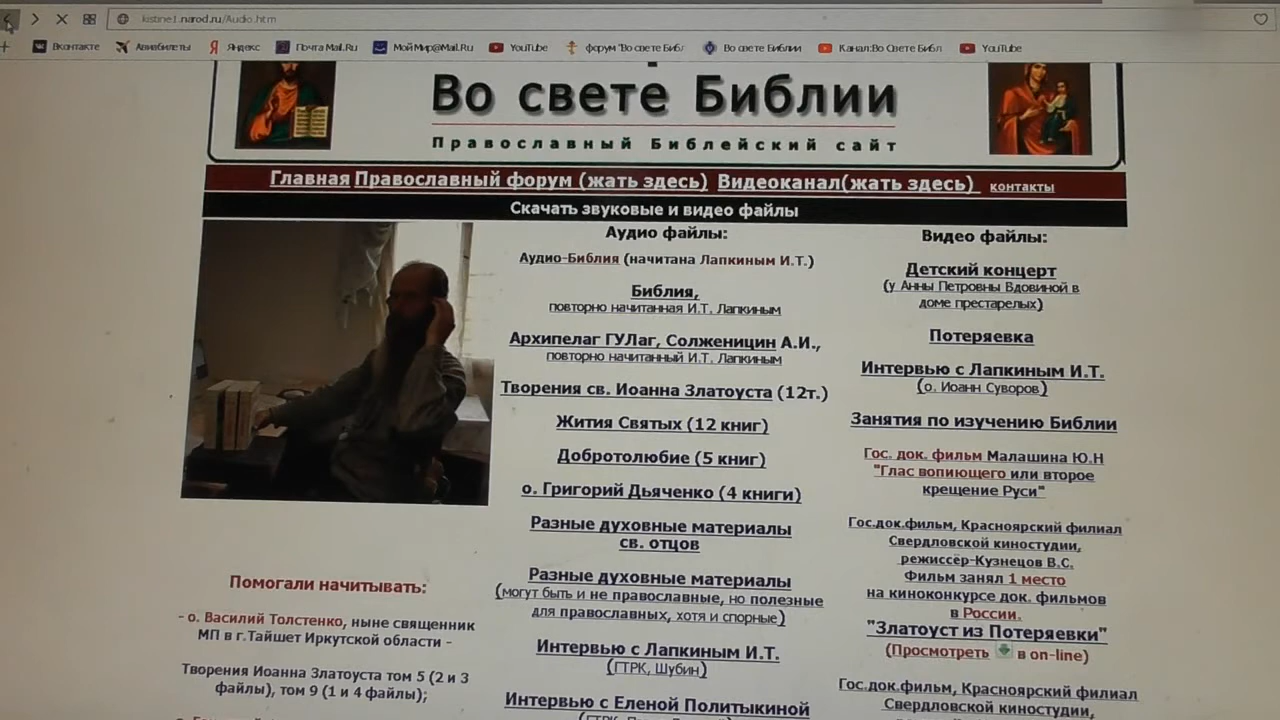 kistine1.narod.ru/Audio.htm
Вконтакте
Авиабилеты
Яндекс
Почта Mail.Ru
МойМир@Mail.Ru
YouTube
форум "Во свете Библ
Во свете Библии
Канал:Во Свете Библ
YouTube
Во свете Библии
Православный Библейский сайт
Главная Православный форум (жать здесь) Видеоканал(жать здесь) контакты
Скачать звуковые и видео файлы
Аудио файлы:
Аудио-Библия (начитана Лапкиным И.Т.)
Библия,
повторно начитанная И.Т. Лапкиным
Архипелаг ГУЛаг, Солженицин А.И.,
повторно начитанный И.Т. Лапкиным
Творения св. Иоанна Златоуста (12т.)
Жития Святых (12 книг)
Добротолюбие (5 книг)
о. Григорий Дьяченко (4 книги)
Разные духовные материалы
св. отцов
Разные духовные материалы
(могут быть и не православные, но полезные
для православных, хотя и спорные)
Интервью с Лапкиным И.Т.
(ГТРК, Шубин)
Интервью с Еленой Политыкиной
Видео файлы:
Детский концерт
(у Анны Петровны Вдовиной в
доме престарелых)
Потеряевка
Интервью с Лапкиным И.Т.
(о. Иоанн Суворов)
Занятия по изучению Библии
Гос. док. фильм Малашина Ю.Н
"Глас вопиющего или второе
крещение Руси"
Гос.док.фильм, Красноярский филиал
Свердловской киностудии,
режиссёр-Кузнецов В.С.
Фильм занял 1 место
на киноконкурсе док. фильмов
в России.
"Златоуст из Потеряевки"
(Просмотреть в on-line)
Гос.док.фильм, Красноярский филиал
Свердловской киностудии,
Помогали начитывать:
- о. Василий Толстенко, ныне священник
МП в г.Тайшет Иркутской области -
Творения Иоанна Златоуста том 5 (2 и 3
файлы), том 9 (1 и 4 файлы);